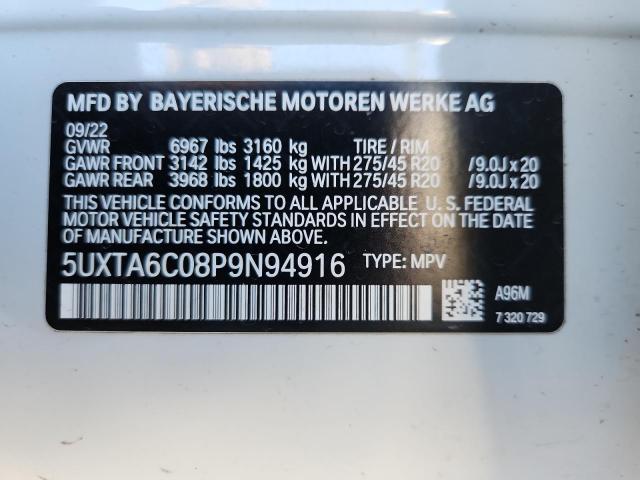 MFD BY BAYERISCHE MOTOREN WERKE AG
09/22
GVWR 6967 lbs 3160 kg TIRE / RIM
GAWR FRONT 3142 lbs 1425 kg WITH 275/45 R20 /9.0J x 20
GAWR REAR 3968 lbs 1800 kg WITH 275/45 R20 /9.0J x 20
THIS VEHICLE CONFORMS TO ALL APPLICABLE U. S. FEDERAL
MOTOR VEHICLE SAFETY STANDARDS IN EFFECT ON THE DATE
OF MANUFACTURE SHOWN ABOVE.
5UXTA6C08P9N94916 TYPE: MPV
A96M
7 320 729